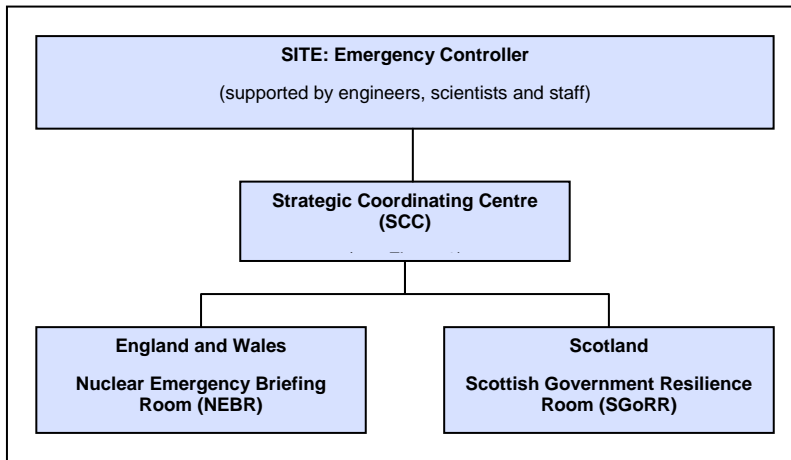 SITE: Emergency Controller
(supported by engineers, scientists and staff)
Strategic Coordinating Centre
(SCC)
England and Wales
Nuclear Emergency Briefing
Room (NEBR)
Scotland
Scottish Government Resilience
Room (SGoRR)